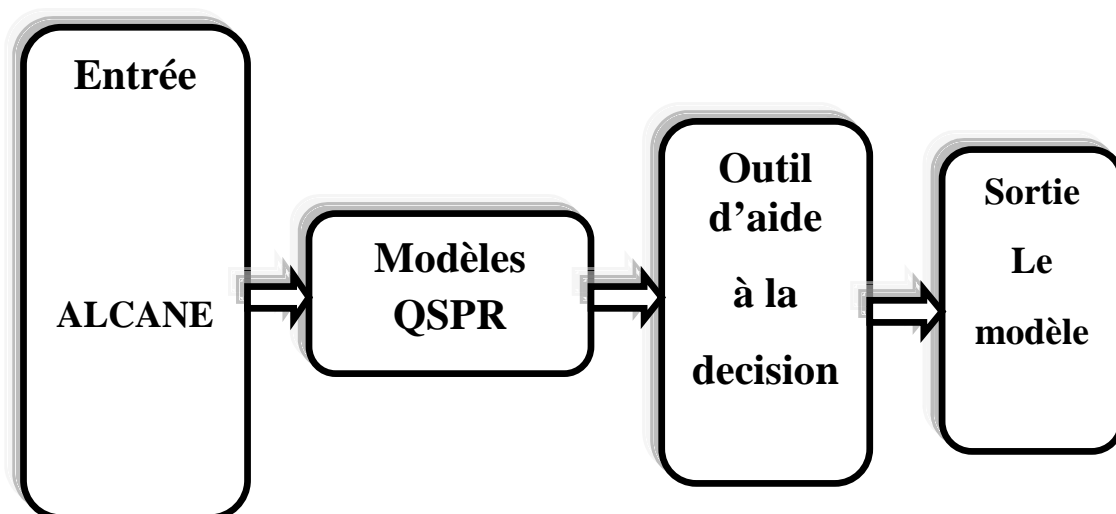 Entrée
ALCANE
Modèles
QSPR
Outil
d’aide
à la
decision
Sortie
Le
modèle